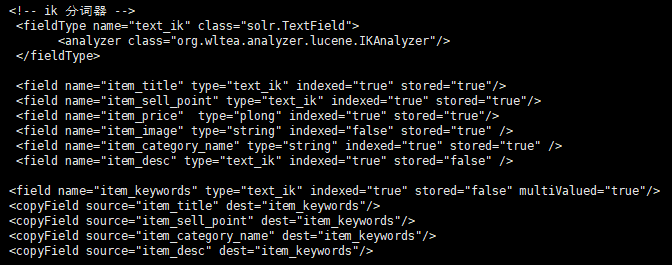 <!-- ik 分词器 -->
<fieldType name="text_ik" class="solr.TextField">
<analyzer class="org.wltea.analyzer.lucene.IKAnalyzer"/>
</fieldType>
<field name="item_title" type="text_ik" indexed="true" stored="true"/>
<field name="item_sell_point" type="text_ik" indexed="true" stored="true"/>
<field name="item_price"  type="plong" indexed="true" stored="true"/>
<field name="item_image" type="string" indexed="false" stored="true" />
<field name="item_category_name" type="string" indexed="true" stored="true" />
<field name="item_desc" type="text_ik" indexed="true" stored="false" />
<field name="item_keywords" type="text_ik" indexed="true" stored="false" multiValued="true"/>
<copyField source="item_title" dest="item_keywords"/>
<copyField source="item_sell_point" dest="item_keywords"/>
<copyField source="item_category_name" dest="item_keywords"/>
<copyField source="item_desc" dest="item_keywords"/>